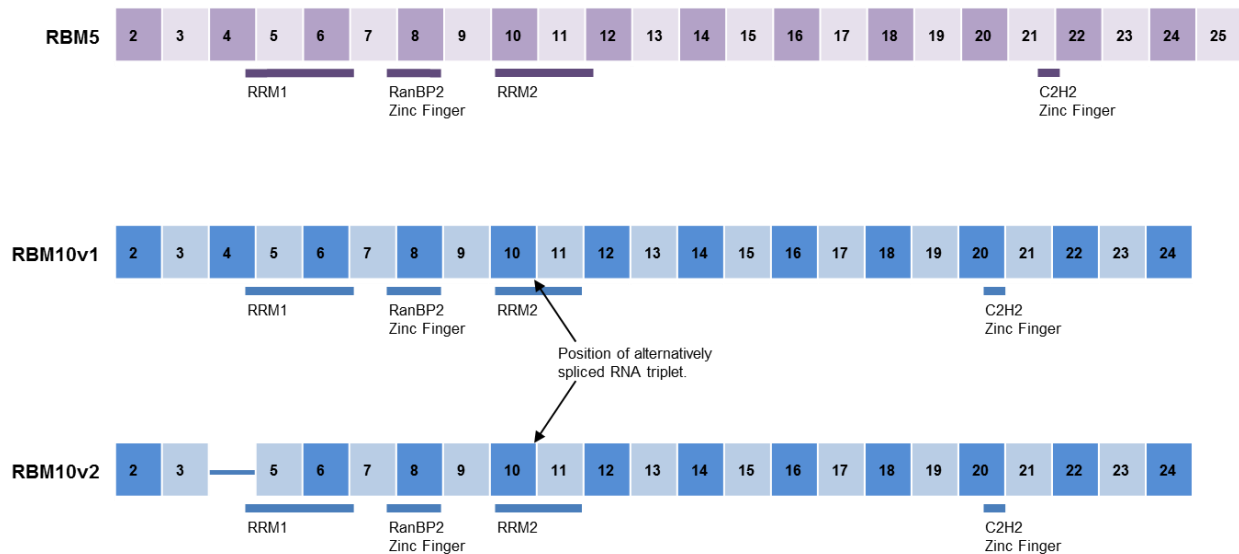 RBM5 2 3 4 5 6 7 8 9 10 11 12 13 14 15 16 17 18 19 20 21 22 23 24 25
RRM1 RanBP2 RRM2 C2H2
Zinc Finger Zinc Finger
RBM10v1 2 3 4 5 6 7 8 9 10 11 12 13 14 15 16 17 18 19 20 21 22 23 24
RRM1 RanBP2 RRM2 C2H2
Zinc Finger Zinc Finger
Position of alternatively
spliced RNA triplet.
RBM10v2 2 3 5 6 7 8 9 10 11 12 13 14 15 16 17 18 19 20 21 22 23 24
RRM1 RanBP2 RRM2 C2H2
Zinc Finger Zinc Finger